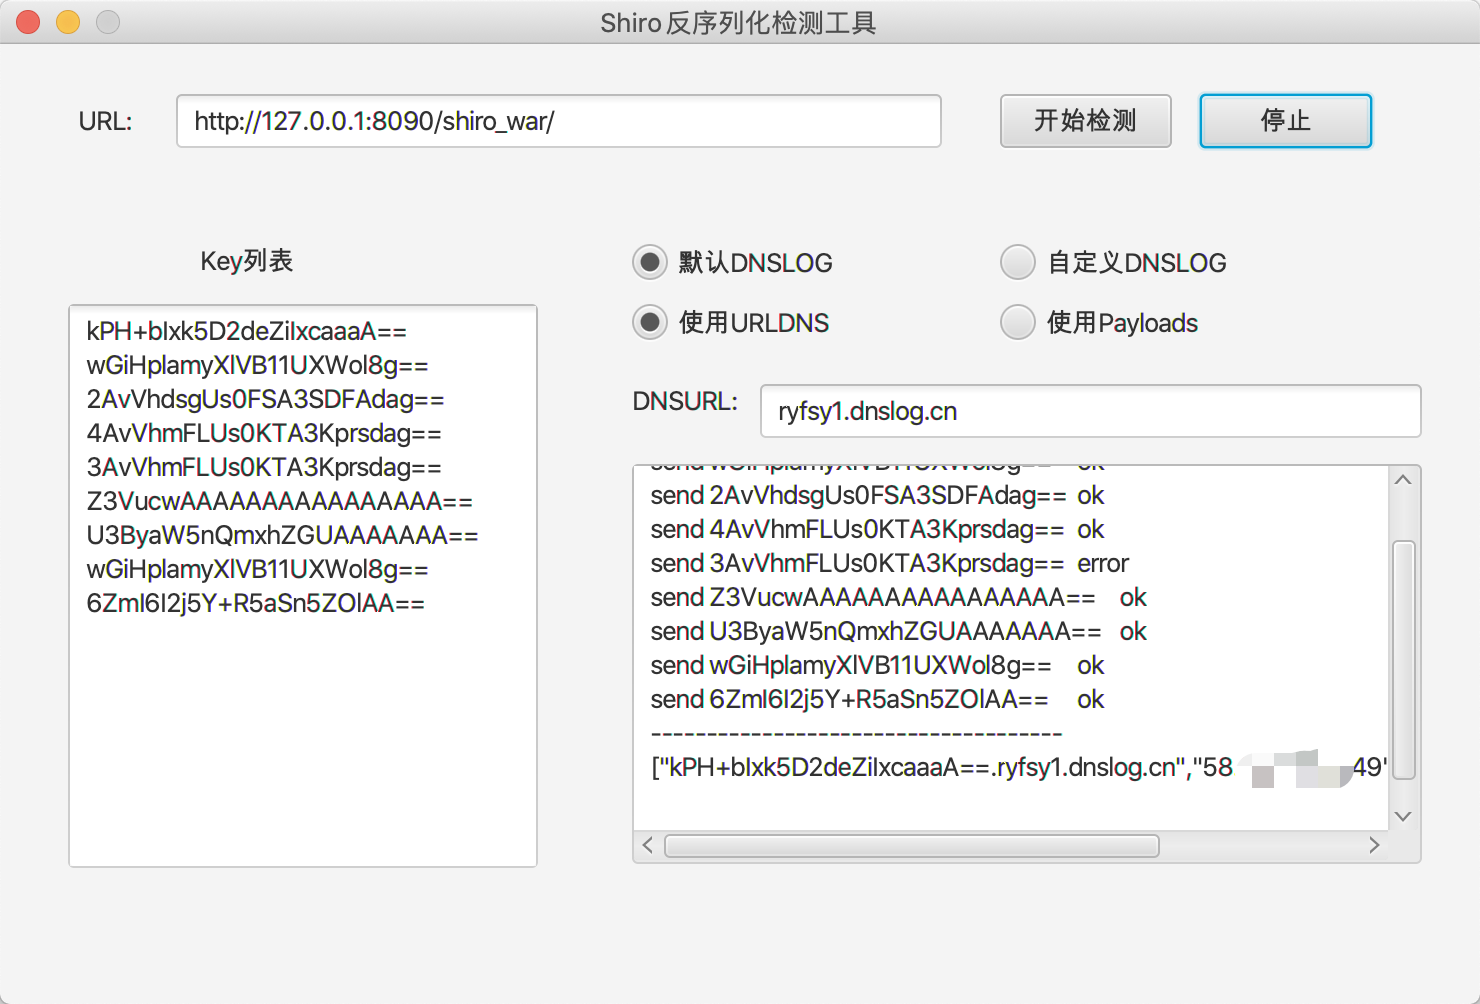 Shiro反序列化检测工具
URL:
http://127.0.0.1:8090/shiro_war/
开始检测
停止
Key列表
kPH+bIxk5D2deZiIxcaaaA==
wGiHplamyXlVB11UXWol8g==
2AvVhdsgUs0FSA3SDFAdag==
4AvVhmFLUs0KTA3Kprsdag==
3AvVhmFLUs0KTA3Kprsdag==
Z3VucwAAAAAAAAAAAAAAAA==
U3ByaW5nQmxhZGUAAAAAAA==
wGiHplamyXlVB11UXWol8g==
6ZmI6I2j5Y+R5aSn5ZOlAA==
默认DNSLOG
自定义DNSLOG
使用URLDNS
使用Payloads
DNSURL:
ryfsy1.dnslog.cn
send wGiHplamyXlVB11UXWol8g== ok
send 2AvVhdsgUs0FSA3SDFAdag== ok
send 4AvVhmFLUs0KTA3Kprsdag== ok
send 3AvVhmFLUs0KTA3Kprsdag== error
send Z3VucwAAAAAAAAAAAAAAAA== ok
send U3ByaW5nQmxhZGUAAAAAAA== ok
send wGiHplamyXlVB11UXWol8g== ok
send 6ZmI6I2j5Y+R5aSn5ZOlAA== ok
-------------------------------------
["kPH+bIxk5D2deZiIxcaaaA==.ryfsy1.dnslog.cn","58 49"